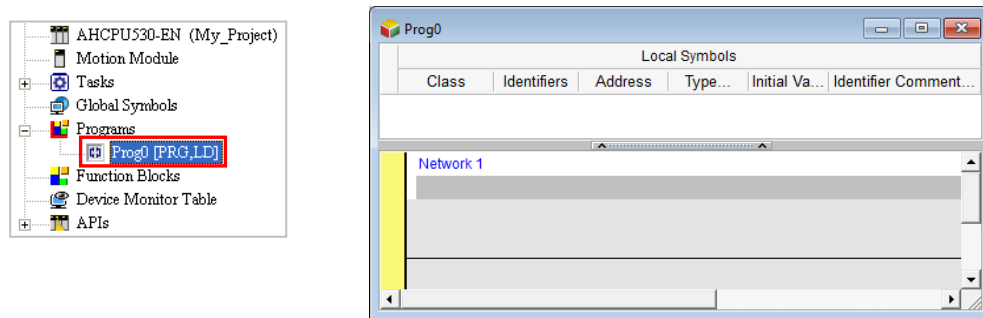 AHCPU530-EN (My_Project)
Motion Module
Tasks
Global Symbols
Programs
Prog0 [PRG,LD]
Function Blocks
Device Monitor Table
APIs
Prog0
Local Symbols
Class Identifiers Address Type... Initial Va... Identifier Comment...
Network 1